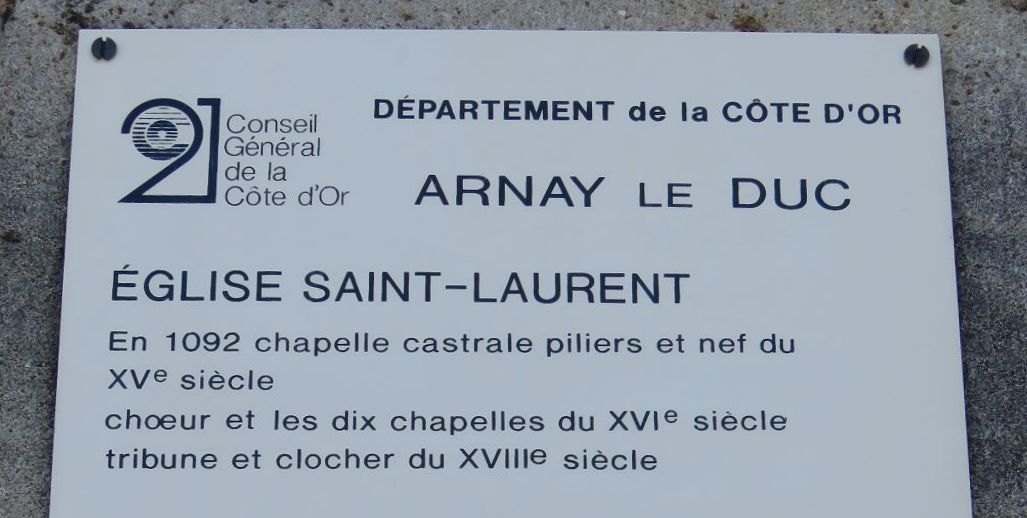 21
Conseil
Général
de la
Côte d'Or
DÉPARTEMENT de la CÔTE D'OR
ARNAY LE DUC
ÉGLISE SAINT-LAURENT
En 1092 chapelle castrale piliers et nef du
XVe siècle
chœur et les dix chapelles du XVIe siècle
tribune et clocher du XVIIIe siècle